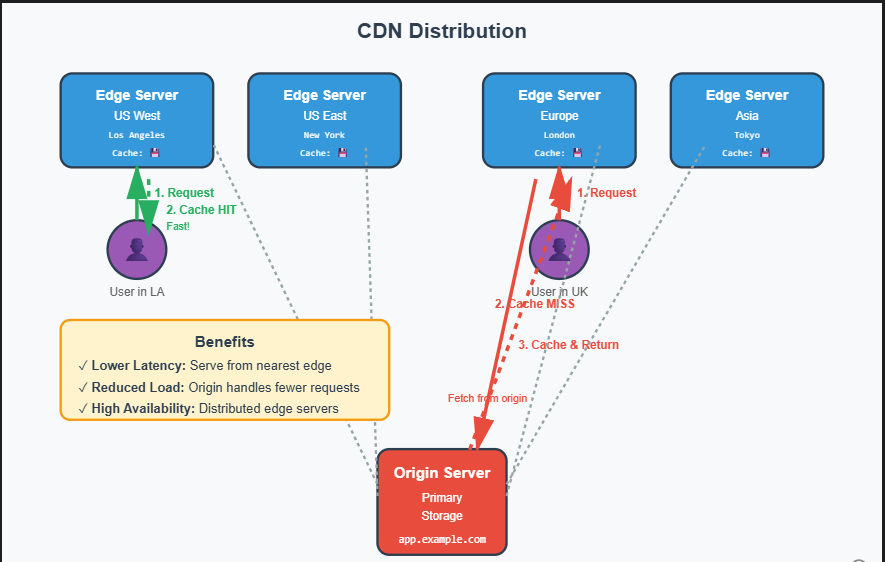 CDN Distribution
Edge Server
US West
Los Angeles
Cache: 💾
Edge Server
US East
New York
Cache: 💾
Edge Server
Europe
London
Cache: 💾
Edge Server
Asia
Tokyo
Cache: 💾
1. Request
2. Cache HIT
Fast!
User in LA
1. Request
User in UK
2. Cache MISS
3. Cache & Return
Fetch from origin
Benefits
✓ Lower Latency: Serve from nearest edge
✓ Reduced Load: Origin handles fewer requests
✓ High Availability: Distributed edge servers
Origin Server
Primary
Storage
app.example.com